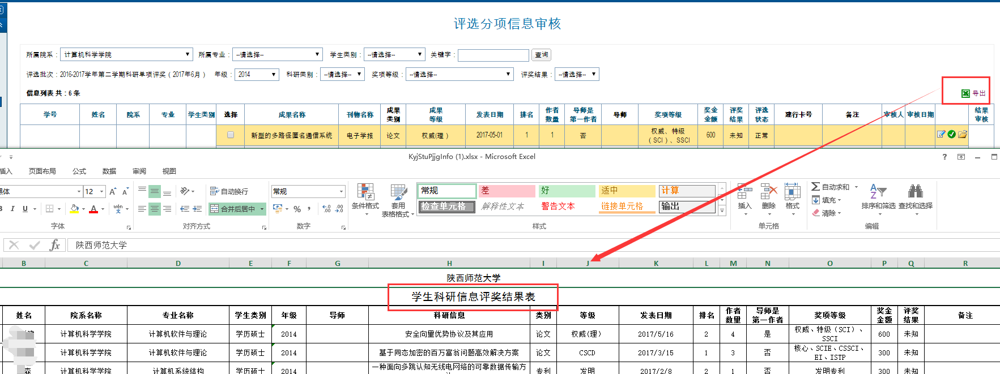 评选分项信息审核
所属院系： 计算机科学学院 所属专业： --请选择-- 学生类别： --请选择-- 关键字： 查询
评选批次：2016-2017学年第二学期科研单项评奖（2017年6月） 年级： 2014 科研类别： --请选择-- 奖项等级： --请选择-- 评奖结果： --请选择--
信息列表 共：6 条 导出
学号 姓名 院系 专业 学生类别 选择 成果名称 刊物名称 成果类别 成果等级 发表日期 排名 作者数量 导师是第一作者 导师 奖项等级 奖金金额 评奖结果 评选状态 建行卡号 备注 审核人 审核日期 结果审核
新型的多路径匿名通信系统 电子学报 论文 权威(理） 2017-05-01 1 1 否 权威、特级（SCI）、SSCI 600 未知 正常
KyjStuPjjgInfo (1).xlsx - Microsoft Excel ?
插入 页面布局 公式 数据 审阅 视图
黑体 12 A A 自动换行 常规 条件格式 套用表格格式 常规 差 好 适中 计算 插入 删除 格式 Σ 自动求和 填充 清除 排序和筛选 查找和选择
B I U A wén 文 合并后居中 % , .00 .00 检查单元格 解释性文本 警告文本 链接单元格 输出
字体 对齐方式 数字 样式 单元格 编辑
fx 陕西师范大学
B C D E F G H I J K L M N O P Q R
陕西师范大学
学生科研信息评奖结果表
姓名 院系名称 专业名称 学生类别 年级 导师 科研信息 类别 等级 发表日期 排名 作者数量 导师是第一作者 奖项等级 奖金金额 评奖结果 备注
计算机科学学院 计算机软件与理论 学历硕士 2014 安全向量优势协议及其应用 论文 权威(理） 2017/5/16 2 4 是 权威、特级（SCI）、SSCI 600 未知
计算机科学学院 计算机软件与理论 学历硕士 2014 基于同态加密的百万富翁问题高效解决方案 论文 CSCD 2017/3/15 1 3 否 核心、SCIE、CSSCI、EI、ISTP 300 未知
森 计算机科学学院 计算机系统结构 学历硕士 2014 一种面向多跳认知无线电网络的可靠数据传输方 专利 发明 2017/2/8 2 1 否 发明专利 300 未知